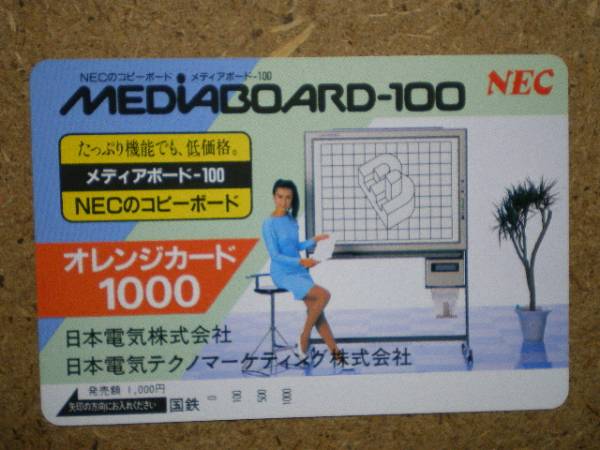 NECのコピーボード メディアボード-100
MEDIABOARD-100
NEC
たっぷり機能でも、低価格。
メディアボード-100
NECのコピーボード
オレンジカード
1000
日本電気株式会社
日本電気テクノマーケティング株式会社
発売額 1,000円
矢印の方向にお入れください 国鉄 0 100 500 1000